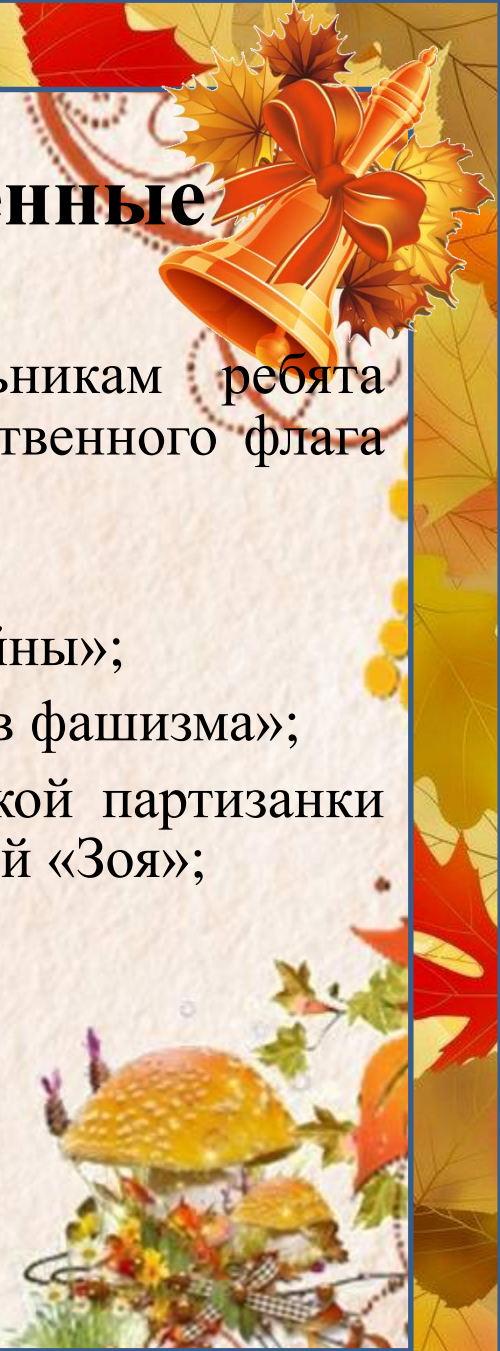 енные
ьникам ребята
твенного флага
йны»;
в фашизма»;
кой партизанки
й «Зоя»;